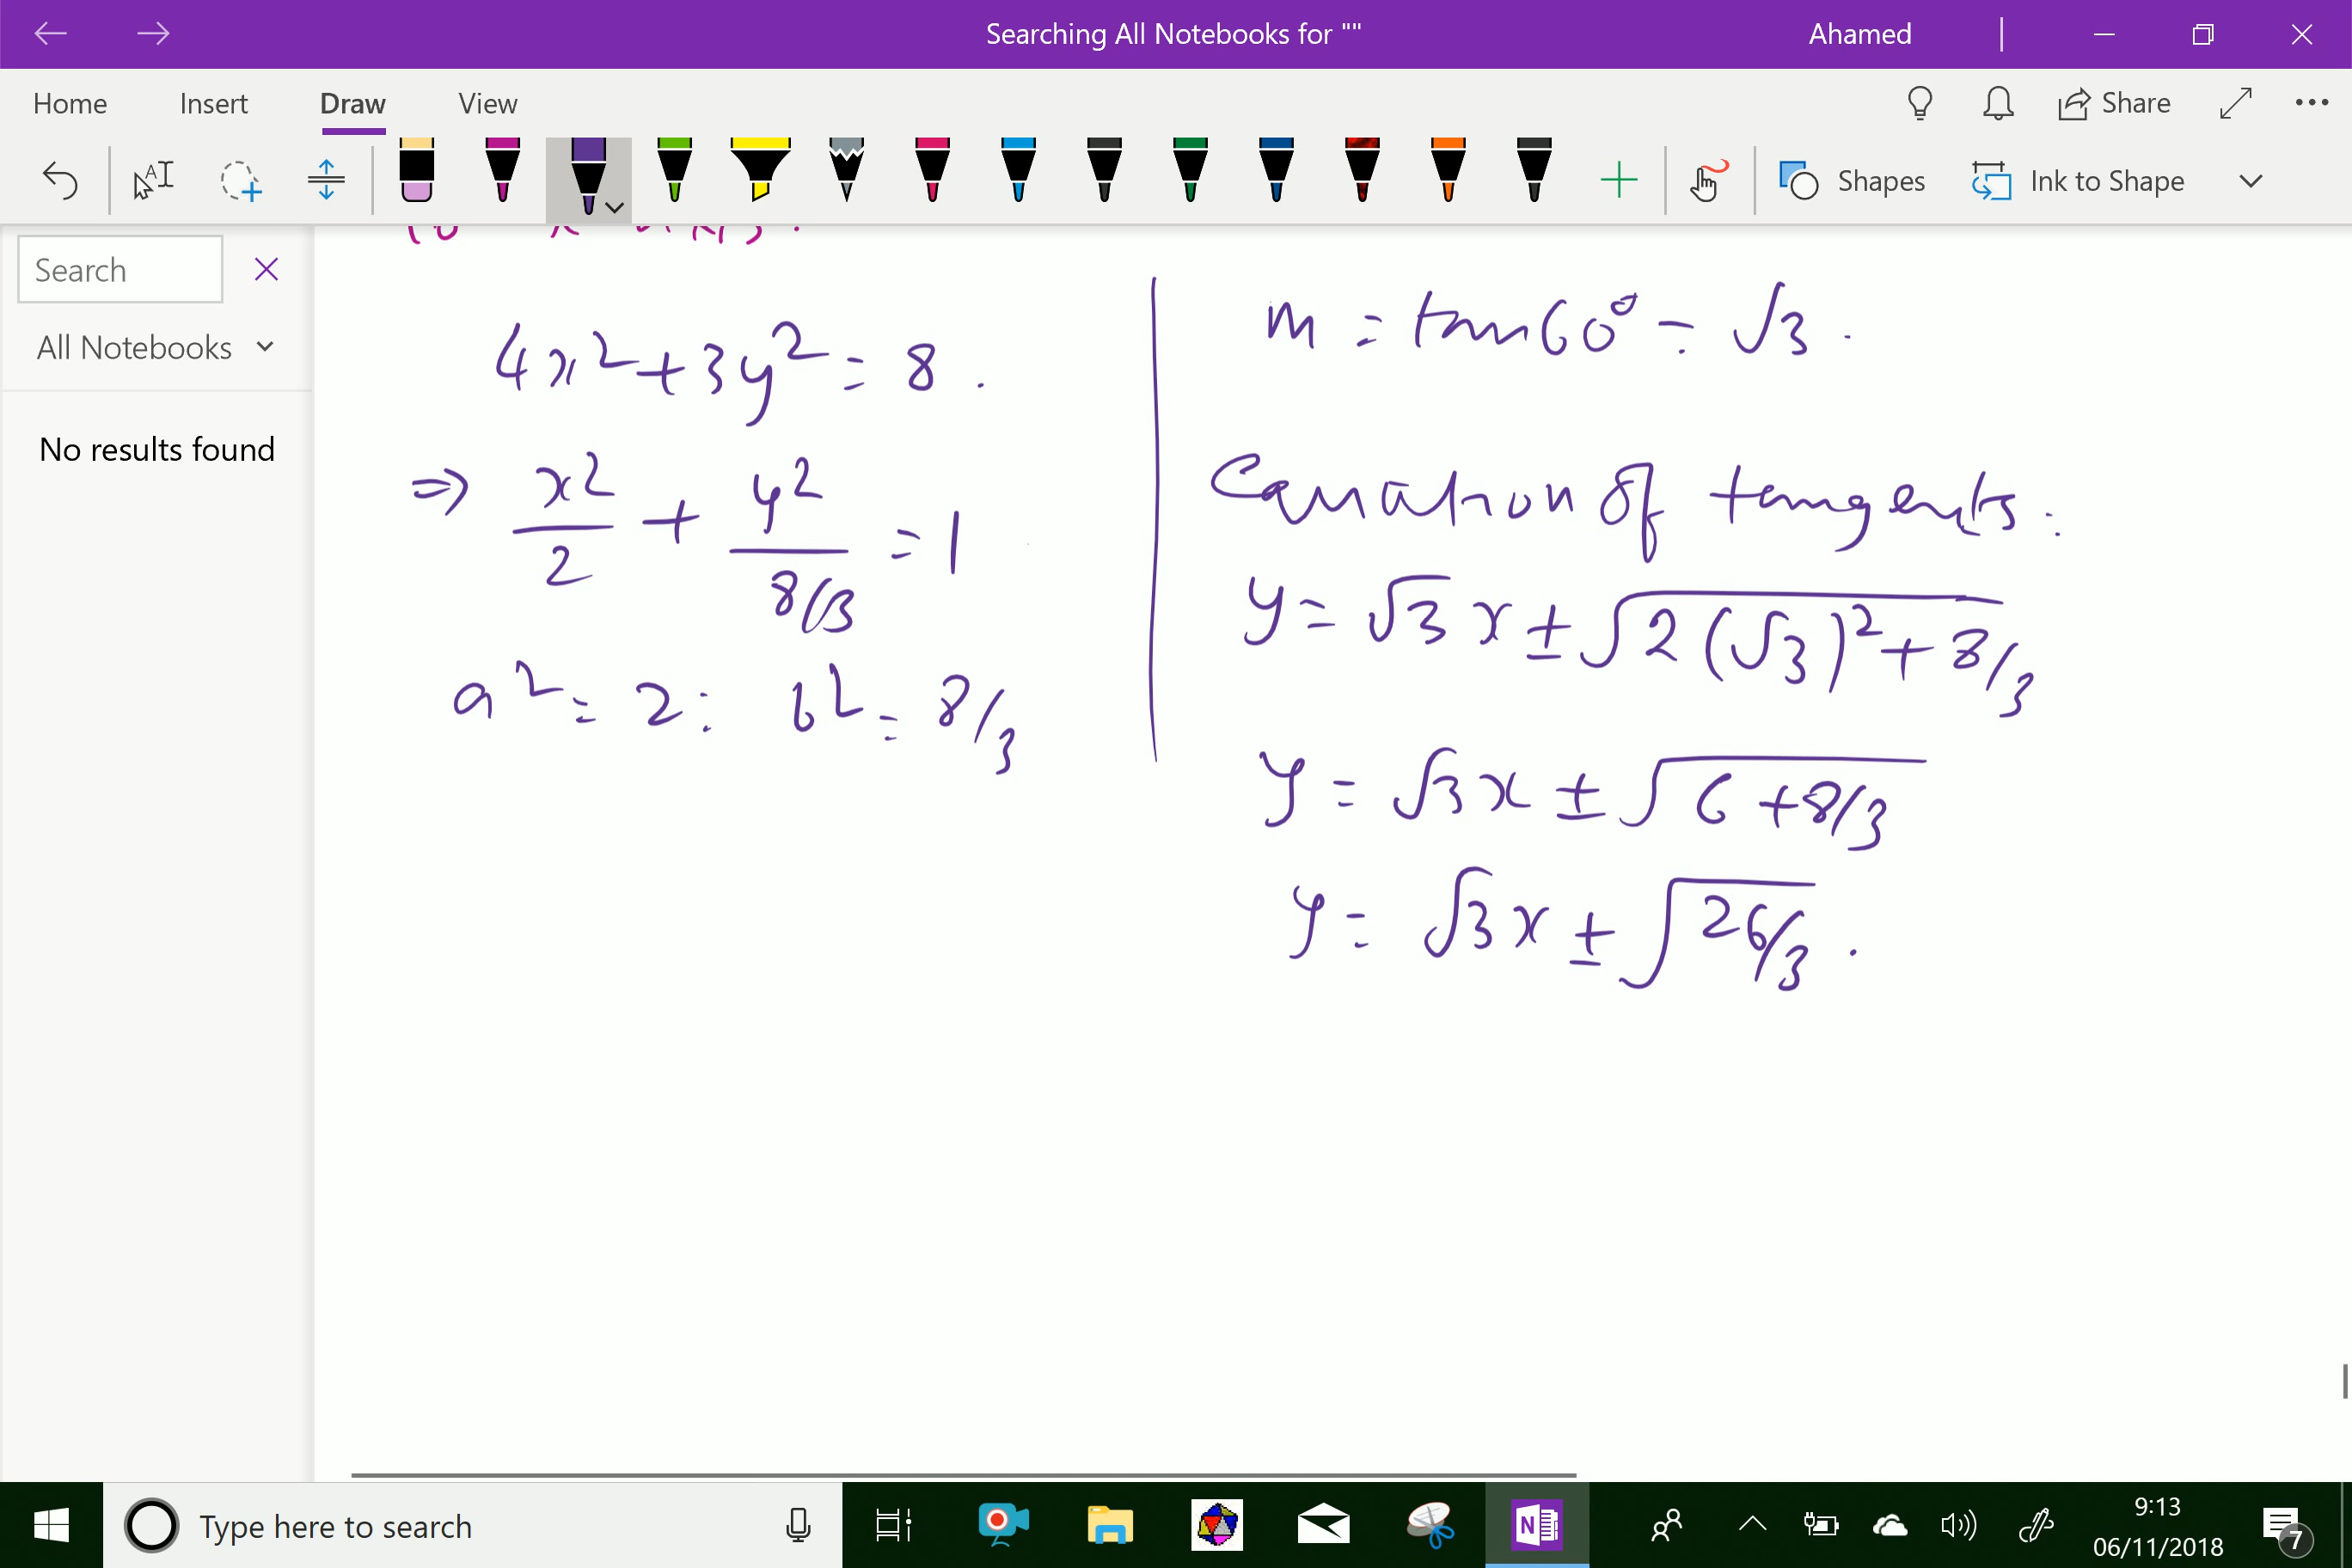 Searching All Notebooks for ""
Ahamed
Home Insert Draw View
Share
Shapes
Ink to Shape
Search
All Notebooks
No results found
to x-axis.
4x²+3y²=8.
⇒ x²/2 + y²/8/3 = 1
a²=2: b²=8/3
m = tan60° = √3.
Equation of tangents:
y = √3x ± √2(√3)²+8/3
y = √3x ± √6+8/3
y = √3x ± √26/3.
Type here to search
N
9:13
06/11/2018
7